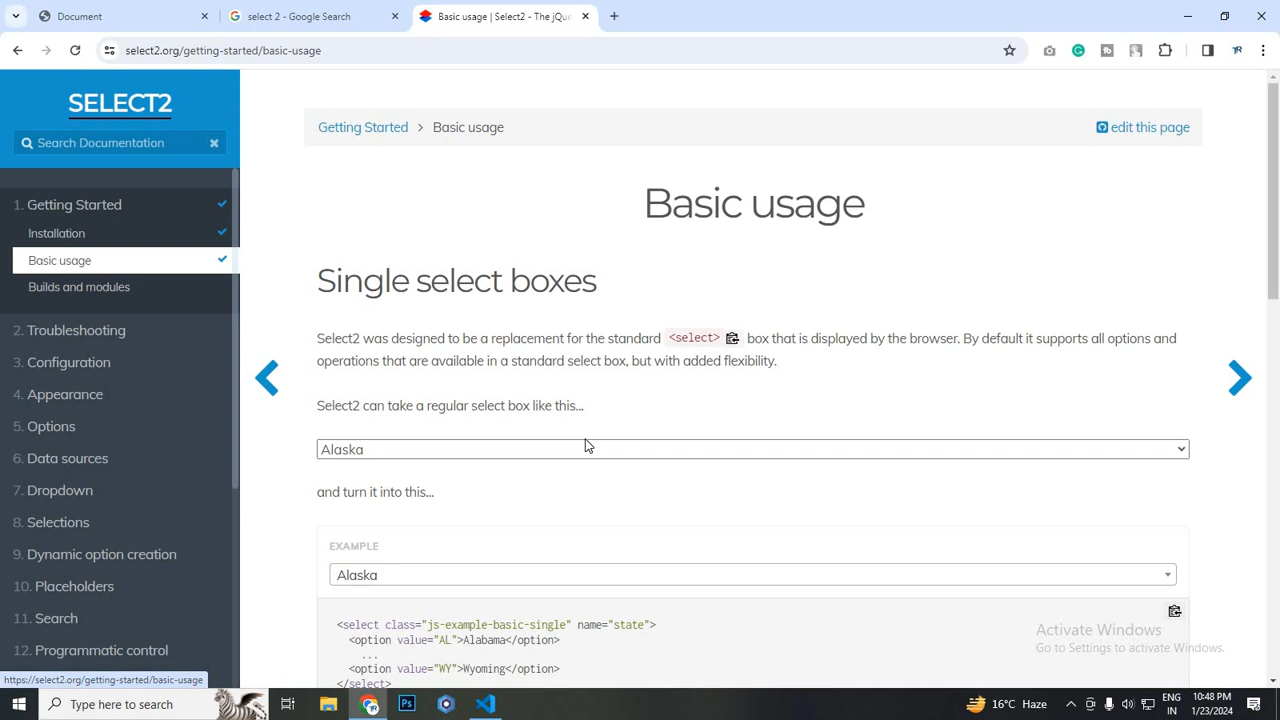 Document
select 2 - Google Search
Basic usage | Select2 - The jQue
select2.org/getting-started/basic-usage
SELECT2
Search Documentation
1. Getting Started
Installation
Basic usage
Builds and modules
2. Troubleshooting
3. Configuration
4. Appearance
5. Options
6. Data sources
7. Dropdown
8. Selections
9. Dynamic option creation
10. Placeholders
11. Search
12. Programmatic control
https://select2.org/getting-started/basic-usage
Getting Started > Basic usage
edit this page
Basic usage
Single select boxes
Select2 was designed to be a replacement for the standard <select> box that is displayed by the browser. By default it supports all options and
operations that are available in a standard select box, but with added flexibility.
Select2 can take a regular select box like this...
Alaska
and turn it into this...
EXAMPLE
Alaska
<select class="js-example-basic-single" name="state">
<option value="AL">Alabama</option>
...
<option value="WY">Wyoming</option>
</select>
Activate Windows
Go to Settings to activate Windows.
Type here to search
Ps
16°C Haze
ENG
IN
10:48 PM
1/23/2024